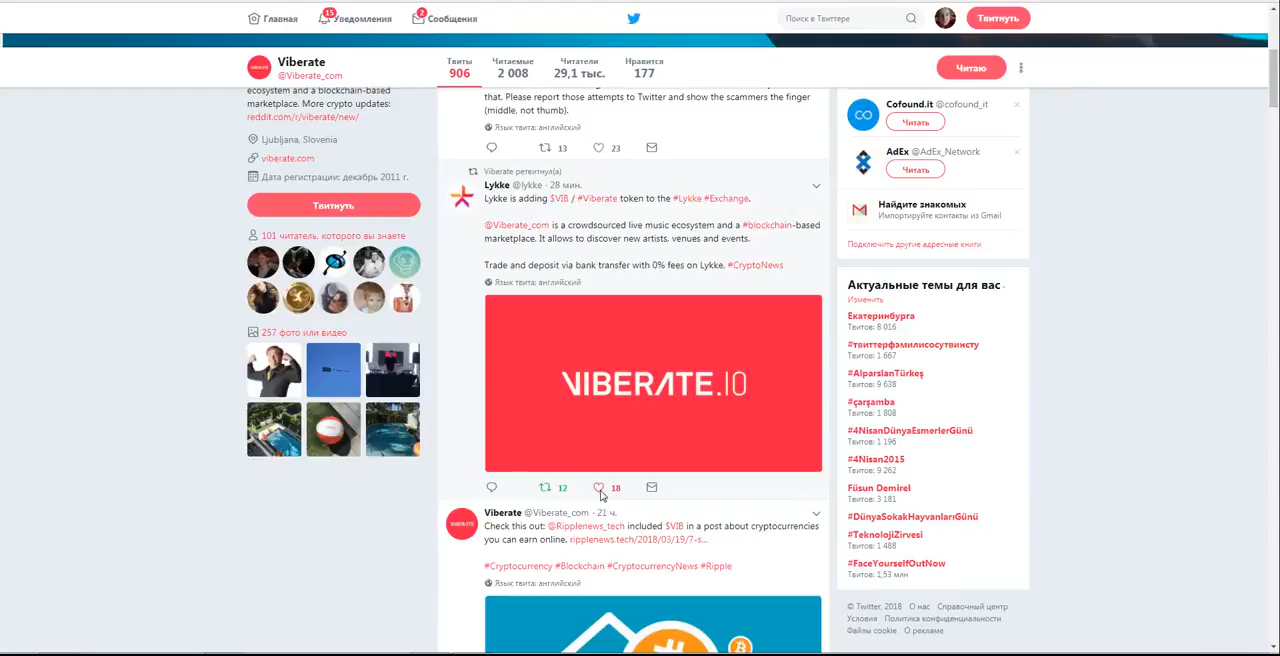 Главная
15
Уведомления
2
Сообщения
Поиск в Твиттере
Твитнуть
Viberate
@Viberate_com
Твиты
906
Читаемые
2 008
Читатели
29,1 тыс.
Нравится
177
Читаю
ecosystem and a blockchain-based
marketplace. More crypto updates:
reddit.com/r/viberate/new/
Ljubljana, Slovenia
viberate.com
Дата регистрации: декабрь 2011 г.
Твитнуть
101 читатель, которого вы знаете
257 фото или видео
that. Please report those attempts to Twitter and show the scammers the finger
(middle, not thumb).
Язык твита: английский
13
23
Viberate ретвитнул(а)
Lykke @lykke · 28 мин.
Lykke is adding $VIB / #Viberate token to the #Lykke #Exchange.
@Viberate_com is a crowdsourced live music ecosystem and a #blockchain-based
marketplace. It allows to discover new artists, venues and events.
Trade and deposit via bank transfer with 0% fees on Lykke. #CryptoNews
Язык твита: английский
VIBERATE.IO
12
18
Viberate @Viberate_com · 21 ч.
VIBERATE
Check this out: @Ripplenews_tech included $VIB in a post about cryptocurrencies
you can earn online. ripplenews.tech/2018/03/19/7-s...
#Cryptocurrency #Blockchain #CryptocurrencyNews #Ripple
Язык твита: английский
Cofound.it @cofound_it
CO
Читать
AdEx @AdEx_Network
Читать
Найдите знакомых
Импортируйте контакты из Gmail
Подключить другие адресные книги
Актуальные темы для вас ·
Изменить
Екатеринбурга
Твитов: 8 016
#твиттерфэмилисосутвинсту
Твитов: 1 667
#AlparslanTürkeş
Твитов: 9 638
#çarşamba
Твитов: 1 808
#4NisanDünyaEsmerlerGünü
Твитов: 1 196
#4Nisan2015
Твитов: 9 262
Füsun Demirel
Твитов: 3 181
#DünyaSokakHayvanlarıGünü
#TeknolojiZirvesi
Твитов: 1 488
#FaceYourselfOutNow
Твитов: 1,53 млн
© Twitter, 2018 О нас Справочный центр
Условия Политика конфиденциальности
Файлы cookie О рекламе